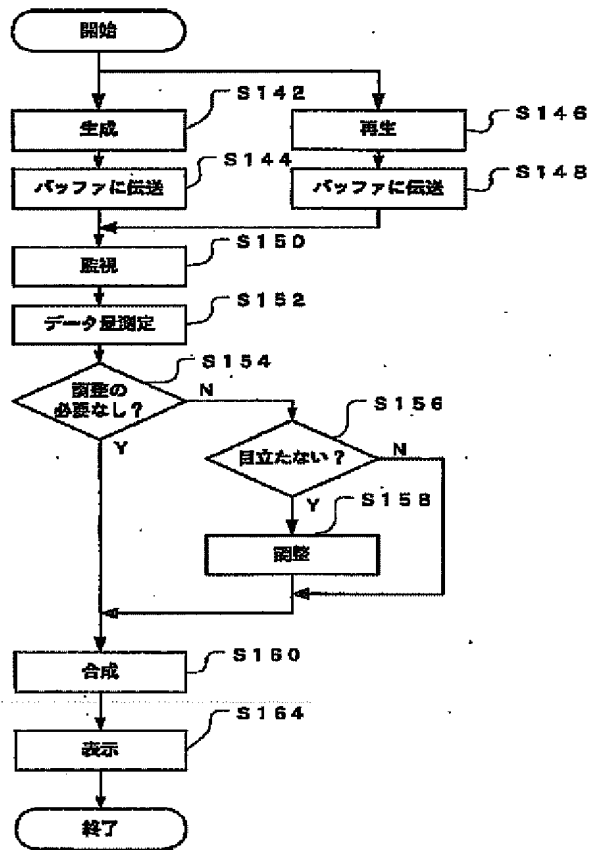 開始
S142
生成
S146
再生
S144
バッファに伝送
S148
バッファに伝送
S150
監視
S152
データ量測定
S154
調整の
必要なし？
N
Y
S156
目立たない？
N
Y
S158
調整
S160
合成
S164
表示
終了